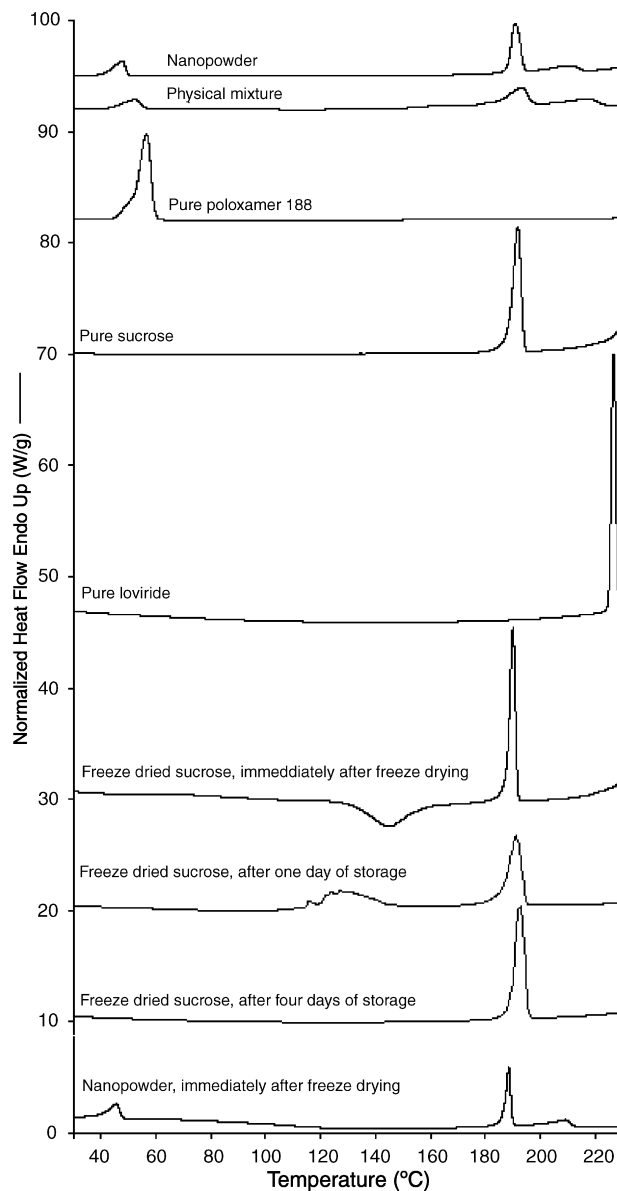 100
Nanopowder
Physical mixture
90
Pure poloxamer 188
80
Pure sucrose
70
60
50
Pure loviride
40
Freeze dried sucrose, immeddiately after freeze drying
30
Freeze dried sucrose, after one day of storage
20
Freeze dried sucrose, after four days of storage
10
Nanopowder, immediately after freeze drying
0
Normalized Heat Flow Endo Up (W/g)
40 60 80 100 120 140 160 180 200 220
Temperature (ºC)